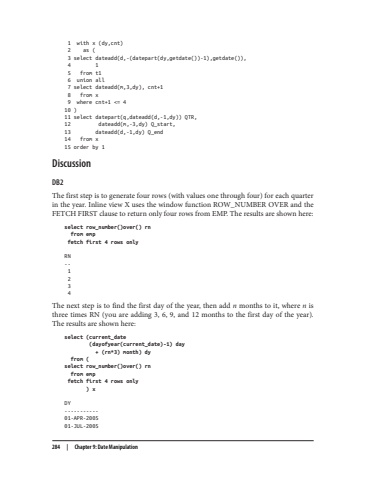 1 with x (dy,cnt)
2 as (
3 select dateadd(d,-(datepart(dy,getdate())-1),getdate()),
4 1
5 from t1
6 union all
7 select dateadd(m,3,dy), cnt+1
8 from x
9 where cnt+1 <= 4
10 )
11 select datepart(q,dateadd(d,-1,dy)) QTR,
12 dateadd(m,-3,dy) Q_start,
13 dateadd(d,-1,dy) Q_end
14 from x
15 order by 1
Discussion
DB2
The first step is to generate four rows (with values one through four) for each quarter
in the year. Inline view X uses the window function ROW_NUMBER OVER and the
FETCH FIRST clause to return only four rows from EMP. The results are shown here:
select row_number()over() rn
from emp
fetch first 4 rows only
RN
--
1
2
3
4
The next step is to find the first day of the year, then add n months to it, where n is
three times RN (you are adding 3, 6, 9, and 12 months to the first day of the year).
The results are shown here:
select (current_date
(dayofyear(current_date)-1) day
+ (rn*3) month) dy
from (
select row_number()over() rn
from emp
fetch first 4 rows only
) x
DY
-----------
01-APR-2005
01-JUL-2005
284 | Chapter 9: Date Manipulation